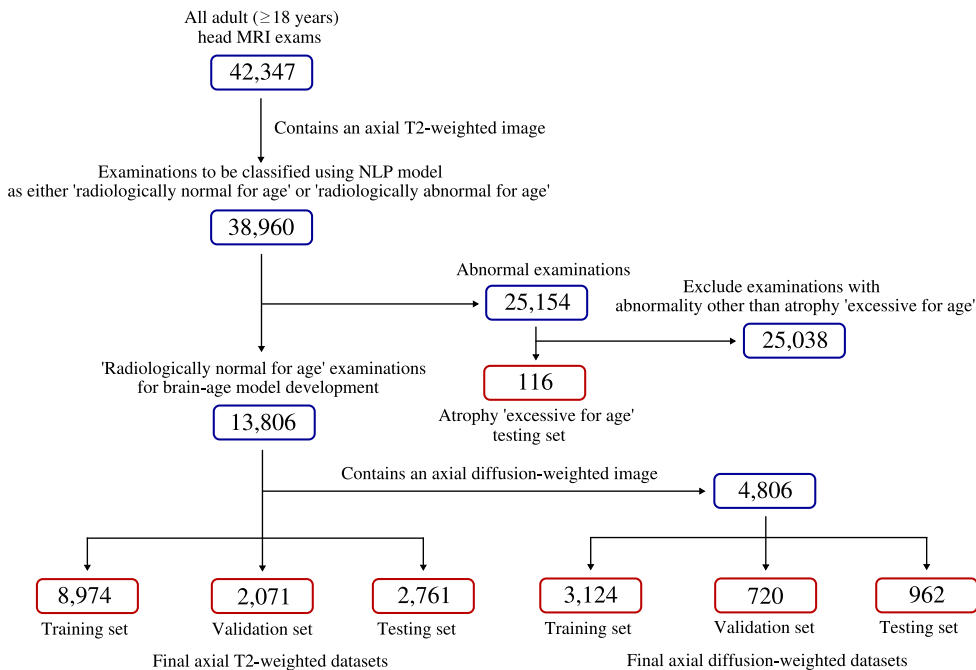 All adult (≥18 years)
head MRI exams
42,347
Contains an axial T2-weighted image
Examinations to be classified using NLP model
as either 'radiologically normal for age' or 'radiologically abnormal for age'
38,960
Abnormal examinations
25,154
Exclude examinations with
abnormality other than atrophy 'excessive for age'
25,038
'Radiologically normal for age' examinations
for brain-age model development
13,806
116
Atrophy 'excessive for age'
testing set
Contains an axial diffusion-weighted image
4,806
8,974
Training set
2,071
Validation set
2,761
Testing set
Final axial T2-weighted datasets
3,124
Training set
720
Validation set
962
Testing set
Final axial diffusion-weighted datasets